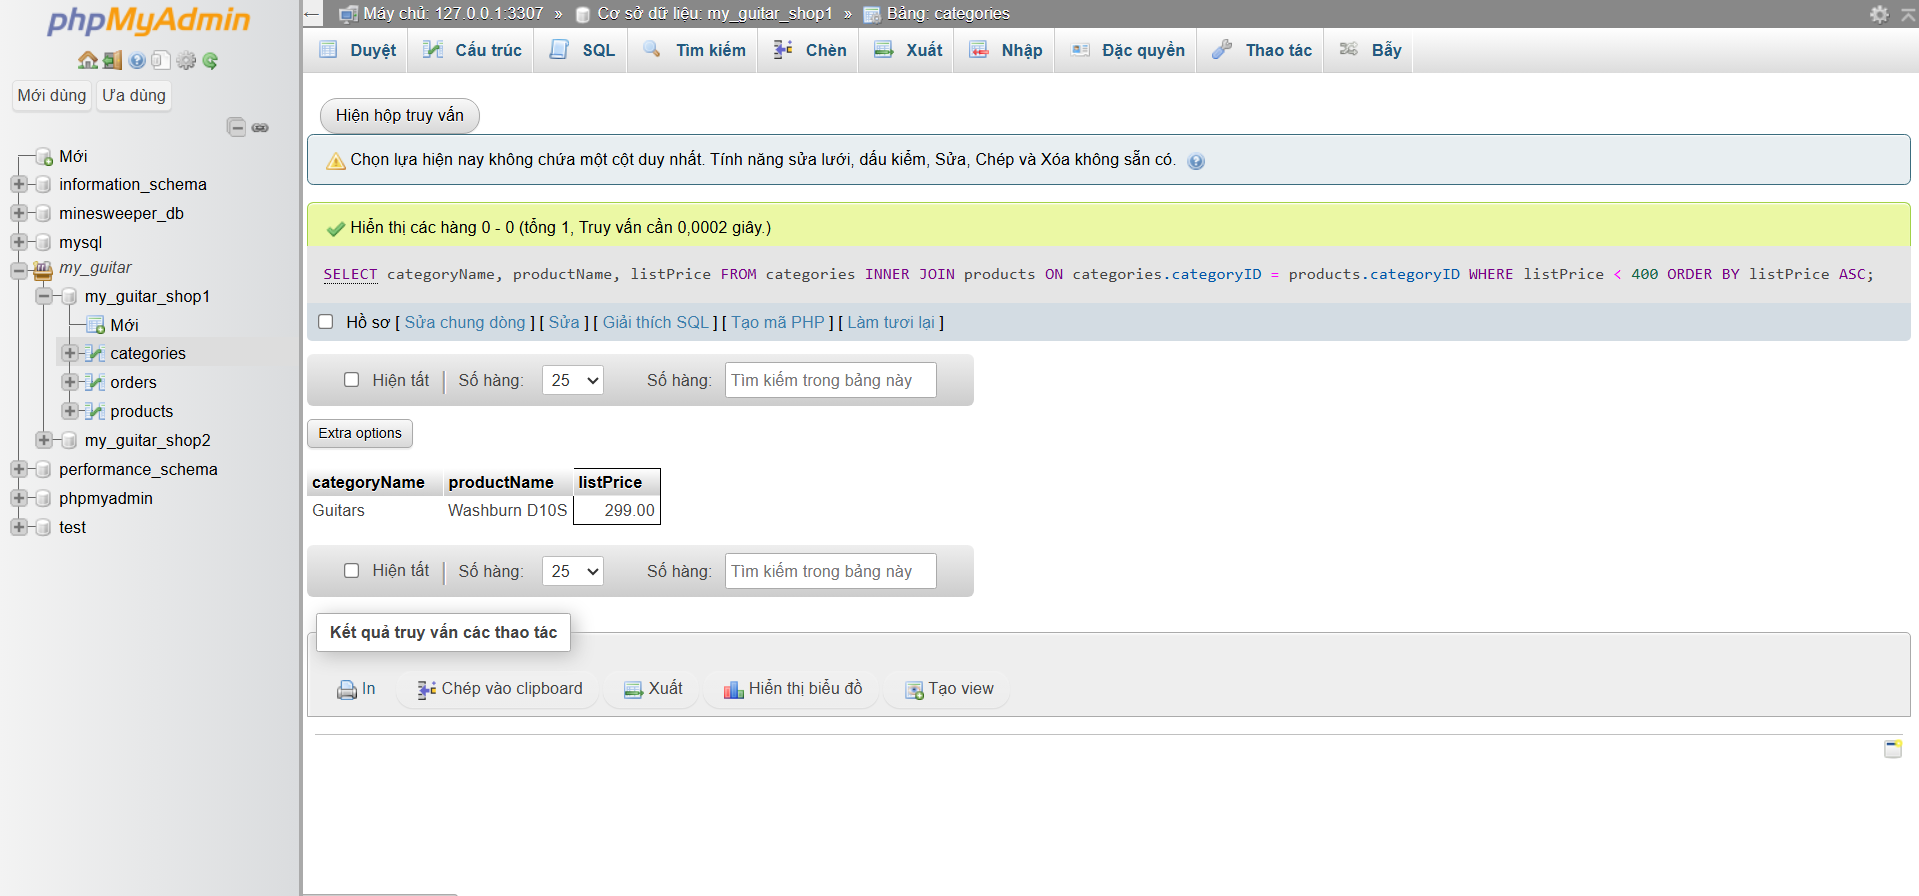 phpMyAdmin
Mới dùng Ưa dùng
Mới
information_schema
minesweeper_db
mysql
my_guitar
my_guitar_shop1
Mới
categories
orders
products
my_guitar_shop2
performance_schema
phpmyadmin
test
← Máy chủ: 127.0.0.1:3307 » Cơ sở dữ liệu: my_guitar_shop1 » Bảng: categories
Duyệt Cấu trúc SQL Tìm kiếm Chèn Xuất Nhập Đặc quyền Thao tác Bẫy
Hiện hộp truy vấn
Chọn lựa hiện nay không chứa một cột duy nhất. Tính năng sửa lưới, dấu kiểm, Sửa, Chép và Xóa không sẵn có.
Hiển thị các hàng 0 - 0 (tổng 1, Truy vấn cần 0,0002 giây.)
SELECT categoryName, productName, listPrice FROM categories INNER JOIN products ON categories.categoryID = products.categoryID WHERE listPrice < 400 ORDER BY listPrice ASC;
Hồ sơ [ Sửa chung dòng ] [ Sửa ] [ Giải thích SQL ] [ Tạo mã PHP ] [ Làm tươi lại ]
Hiện tất | Số hàng: 25 Số hàng: Tìm kiếm trong bảng này
Extra options
categoryName productName listPrice
Guitars Washburn D10S 299.00
Hiện tất | Số hàng: 25 Số hàng: Tìm kiếm trong bảng này
Kết quả truy vấn các thao tác
In Chép vào clipboard Xuất Hiển thị biểu đồ Tạo view